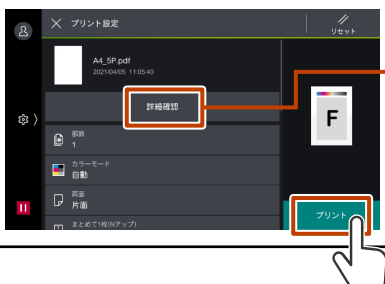 プリント設定
リセット
A4_5P.pdf
2021/04/05 11:05:40
詳細確認
部数
1
カラーモード
自動
両面
片面
まとめて1枚(Nアップ)
F
プリント